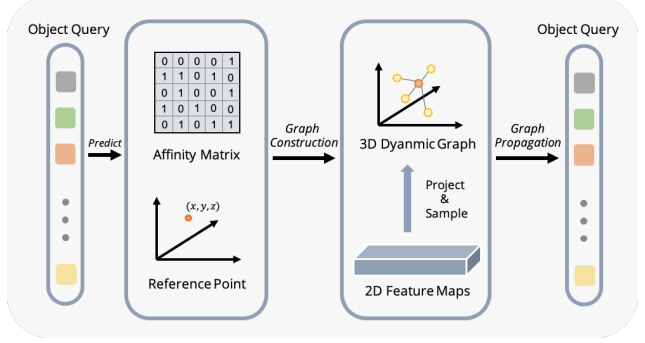 Object Query
Predict
0 0 0 0 1
1 1 0 1 0
0 1 0 0 1
1 0 1 0 0
0 1 0 1 1
Affinity Matrix
(x, y, z)
Reference Point
Graph
Construction
3D Dyanmic Graph
Project
&
Sample
2D Feature Maps
Graph
Propagation
Object Query